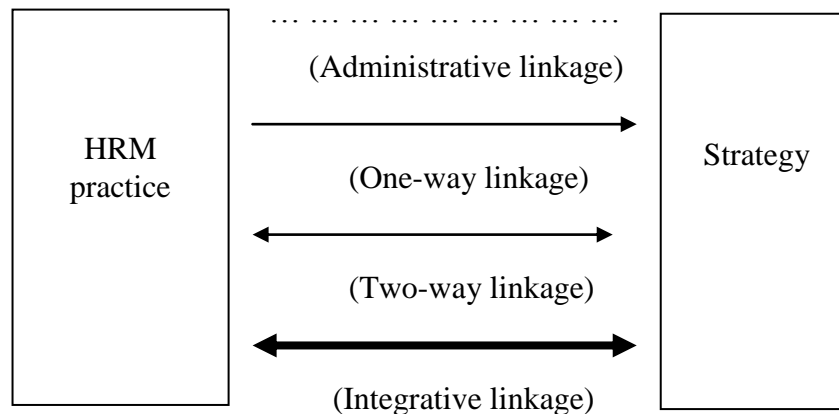 … … … … … … … … …
(Administrative linkage)
HRM
practice
(One-way linkage)
(Two-way linkage)
(Integrative linkage)
Strategy